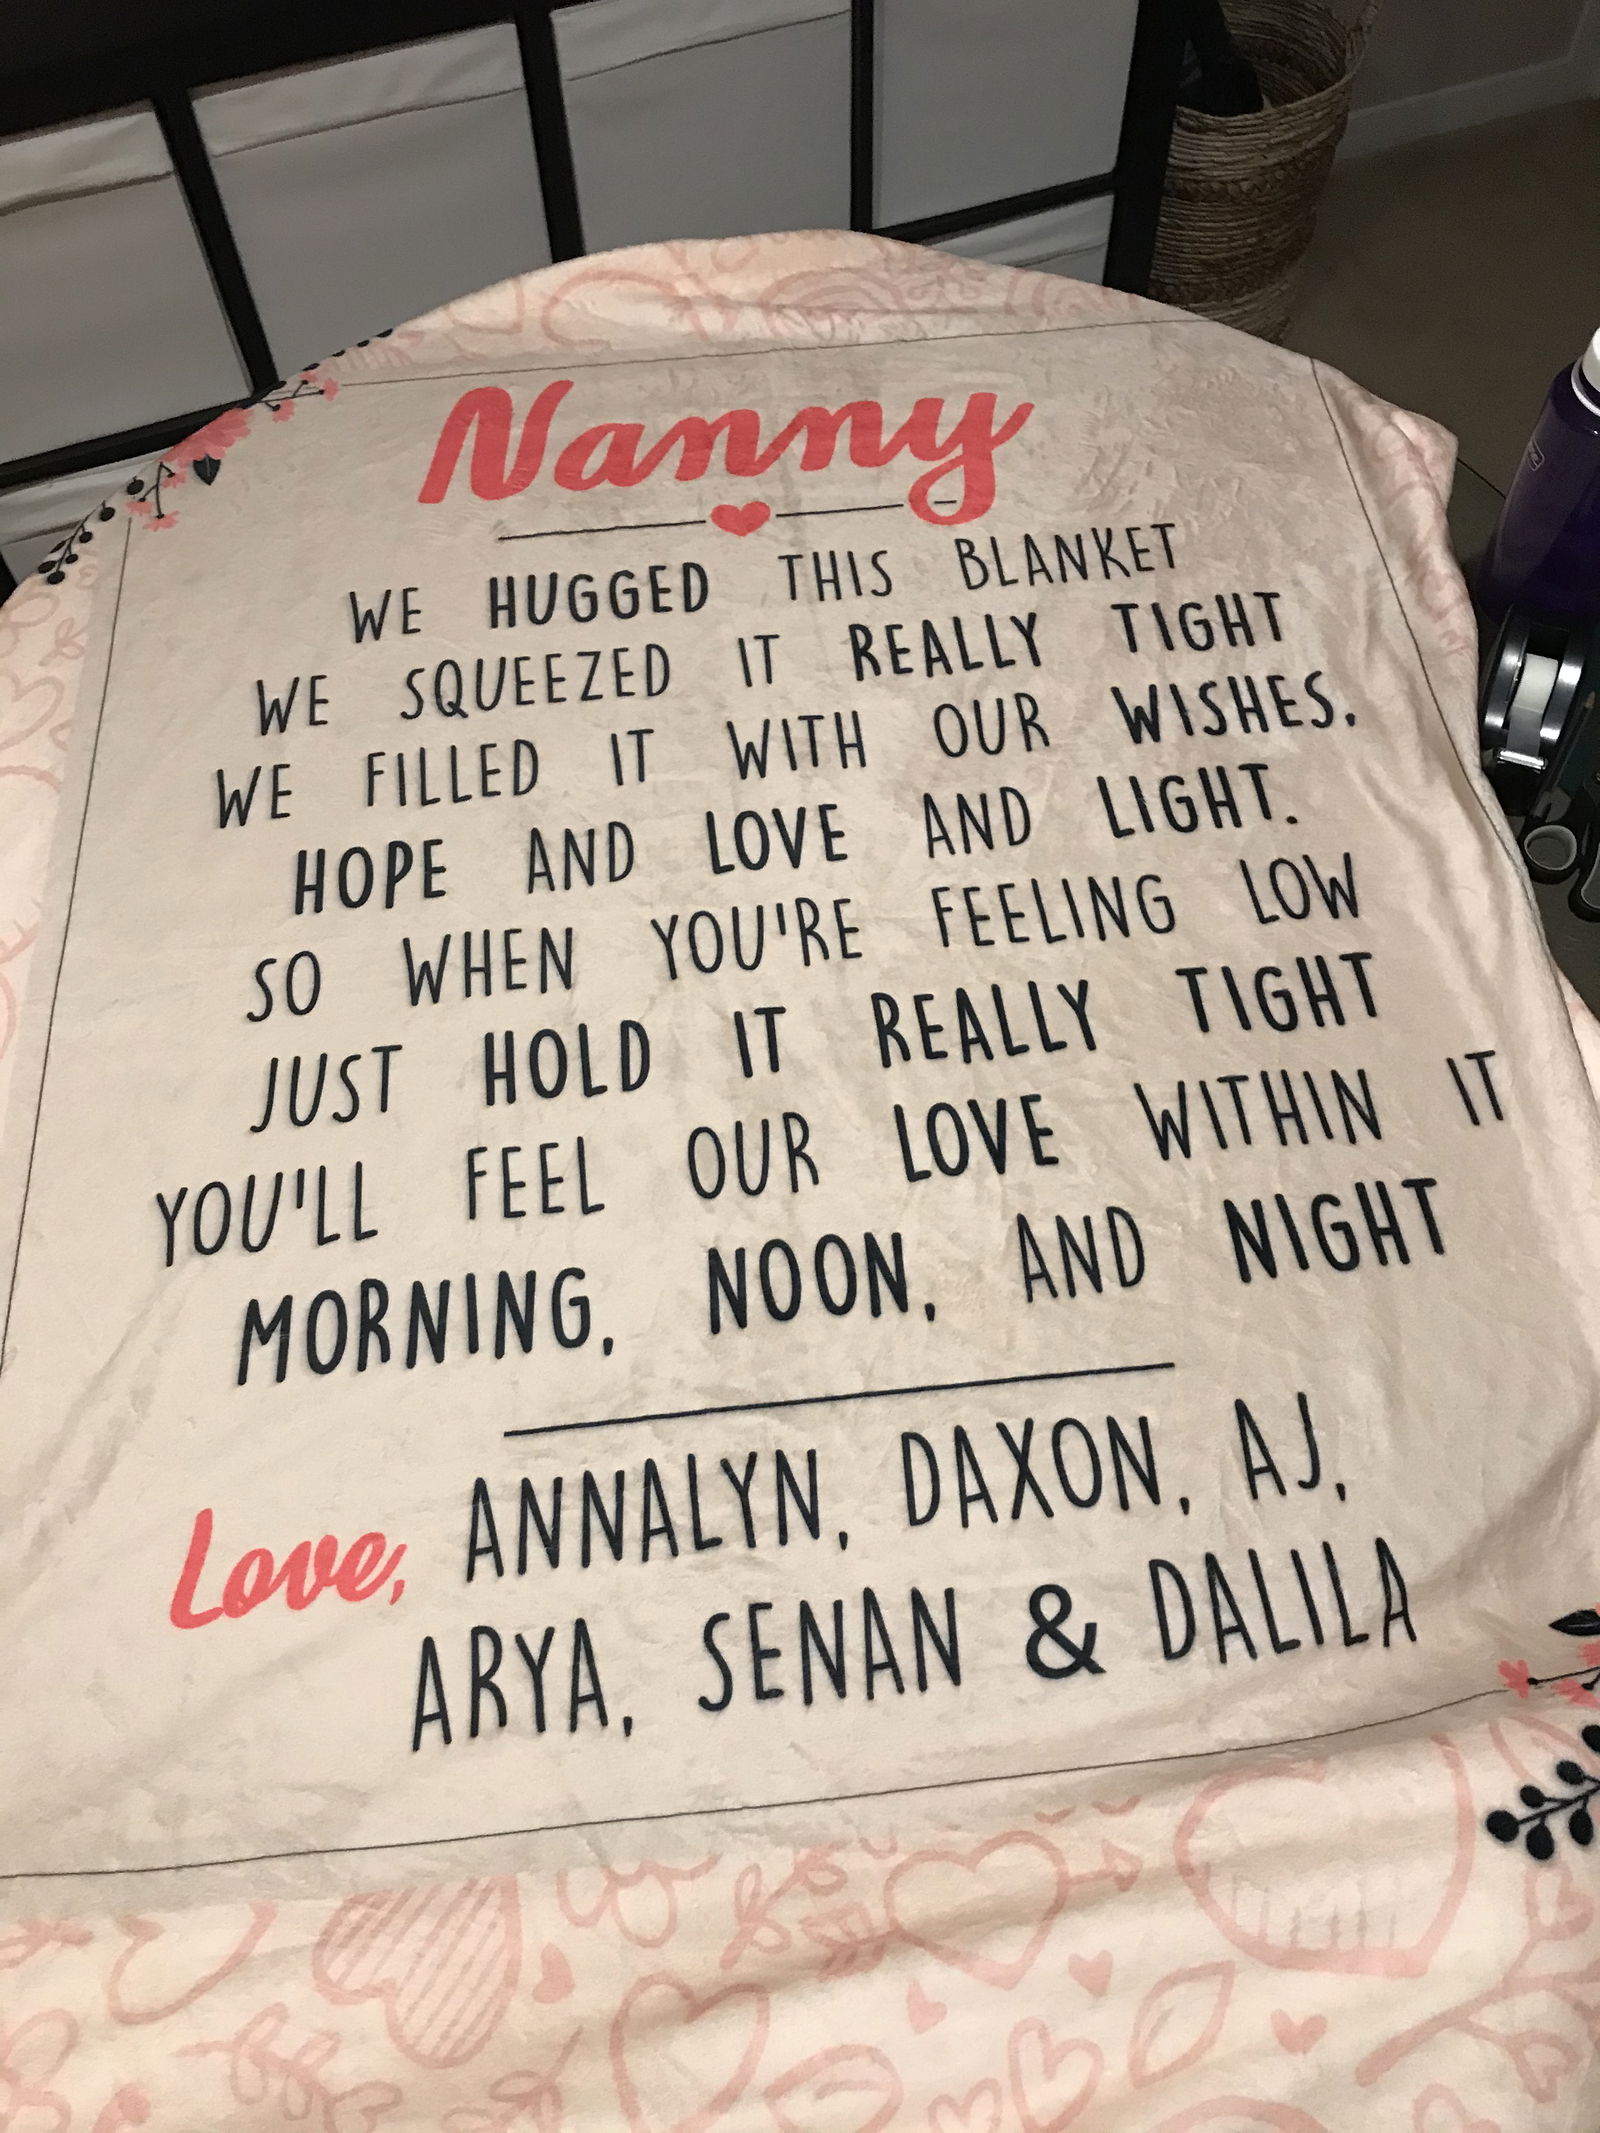 Nanny
WE HUGGED THIS BLANKET
WE SQUEEZED IT REALLY TIGHT
WE FILLED IT WITH OUR WISHES.
HOPE AND LOVE AND LIGHT.
SO WHEN YOU'RE FEELING LOW
JUST HOLD IT REALLY TIGHT
YOU'LL FEEL OUR LOVE WITHIN IT
MORNING, NOON, AND NIGHT
Love, ANNALYN, DAXON, AJ,
ARYA, SENAN & DALILA